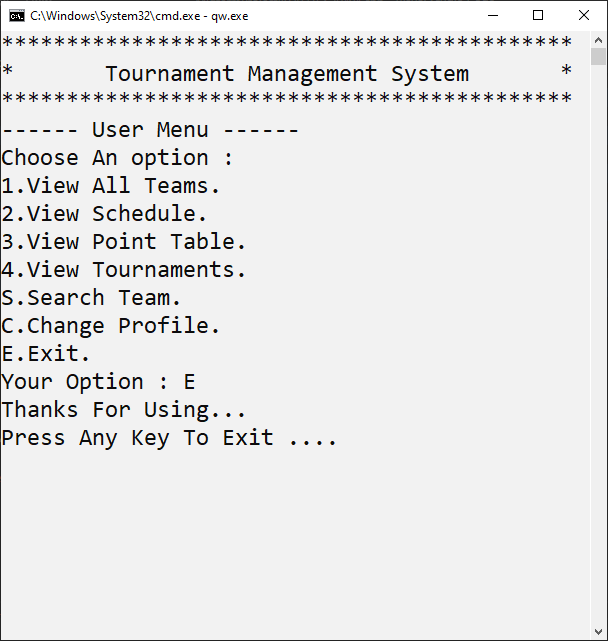 C:\Windows\System32\cmd.exe - qw.exe
********************************************
*       Tournament Management System       *
********************************************
------ User Menu ------
Choose An option :
1.View All Teams.
2.View Schedule.
3.View Point Table.
4.View Tournaments.
S.Search Team.
C.Change Profile.
E.Exit.
Your Option : E
Thanks For Using...
Press Any Key To Exit ....